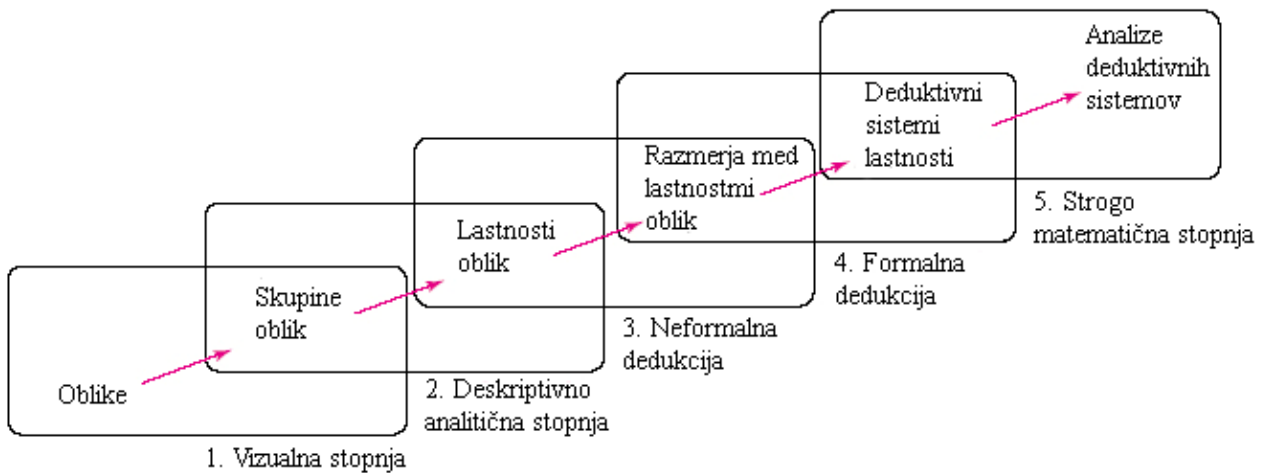 Oblike
Skupine
oblik
Lastnosti
oblik
Razmerja med
lastnostmi
oblik
Deduktivni
sistemi
lastnosti
Analize
deduktivnih
sistemov
1. Vizualna stopnja
2. Deskriptivno
analitična stopnja
3. Neformalna
dedukcija
4. Formalna
dedukcija
5. Strogo
matematična stopnja